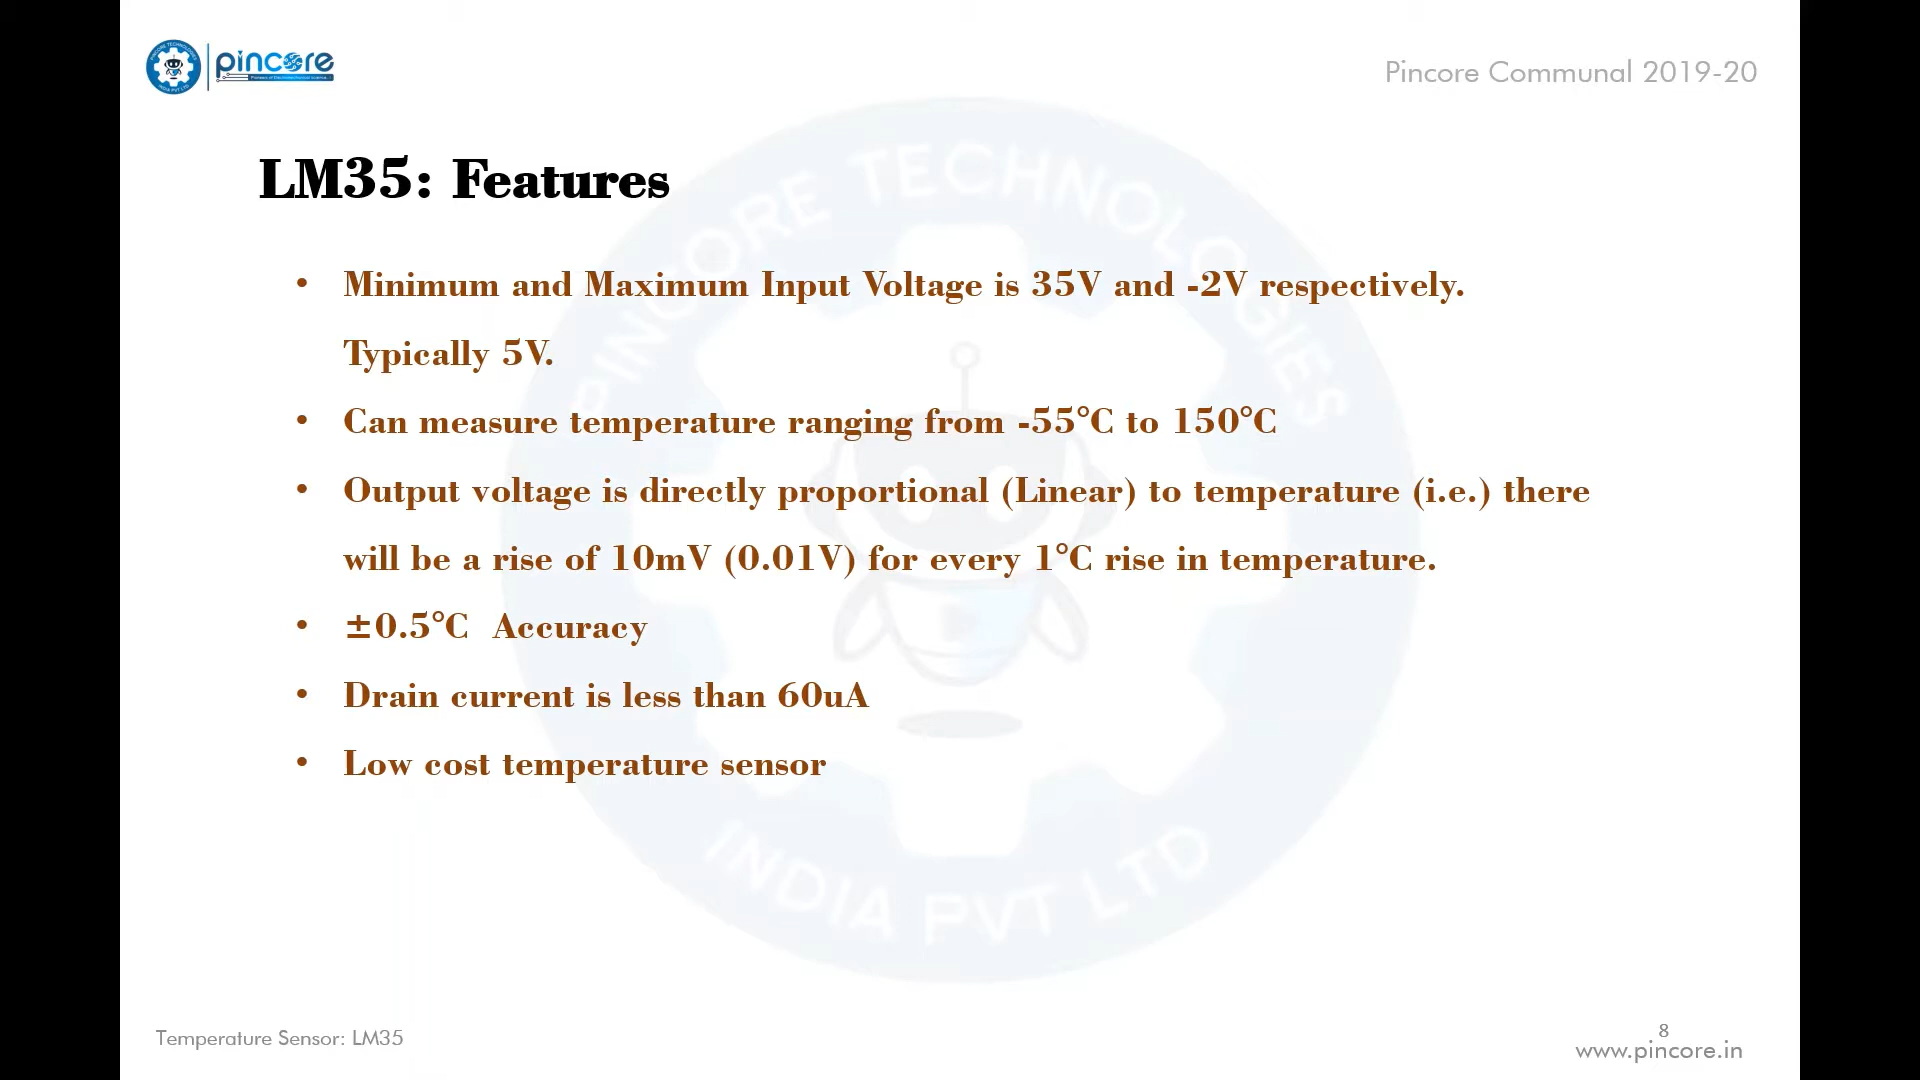 pincore
Pincore Communal 2019-20
LM35: Features
• Minimum and Maximum Input Voltage is 35V and -2V respectively.
Typically 5V.
• Can measure temperature ranging from -55°C to 150°C
• Output voltage is directly proportional (Linear) to temperature (i.e.) there
will be a rise of 10mV (0.01V) for every 1°C rise in temperature.
• ±0.5°C Accuracy
• Drain current is less than 60uA
• Low cost temperature sensor
PINCORE TECHNOLOGIES
INDIA PVT LTD
Temperature Sensor: LM35
8
www.pincore.in